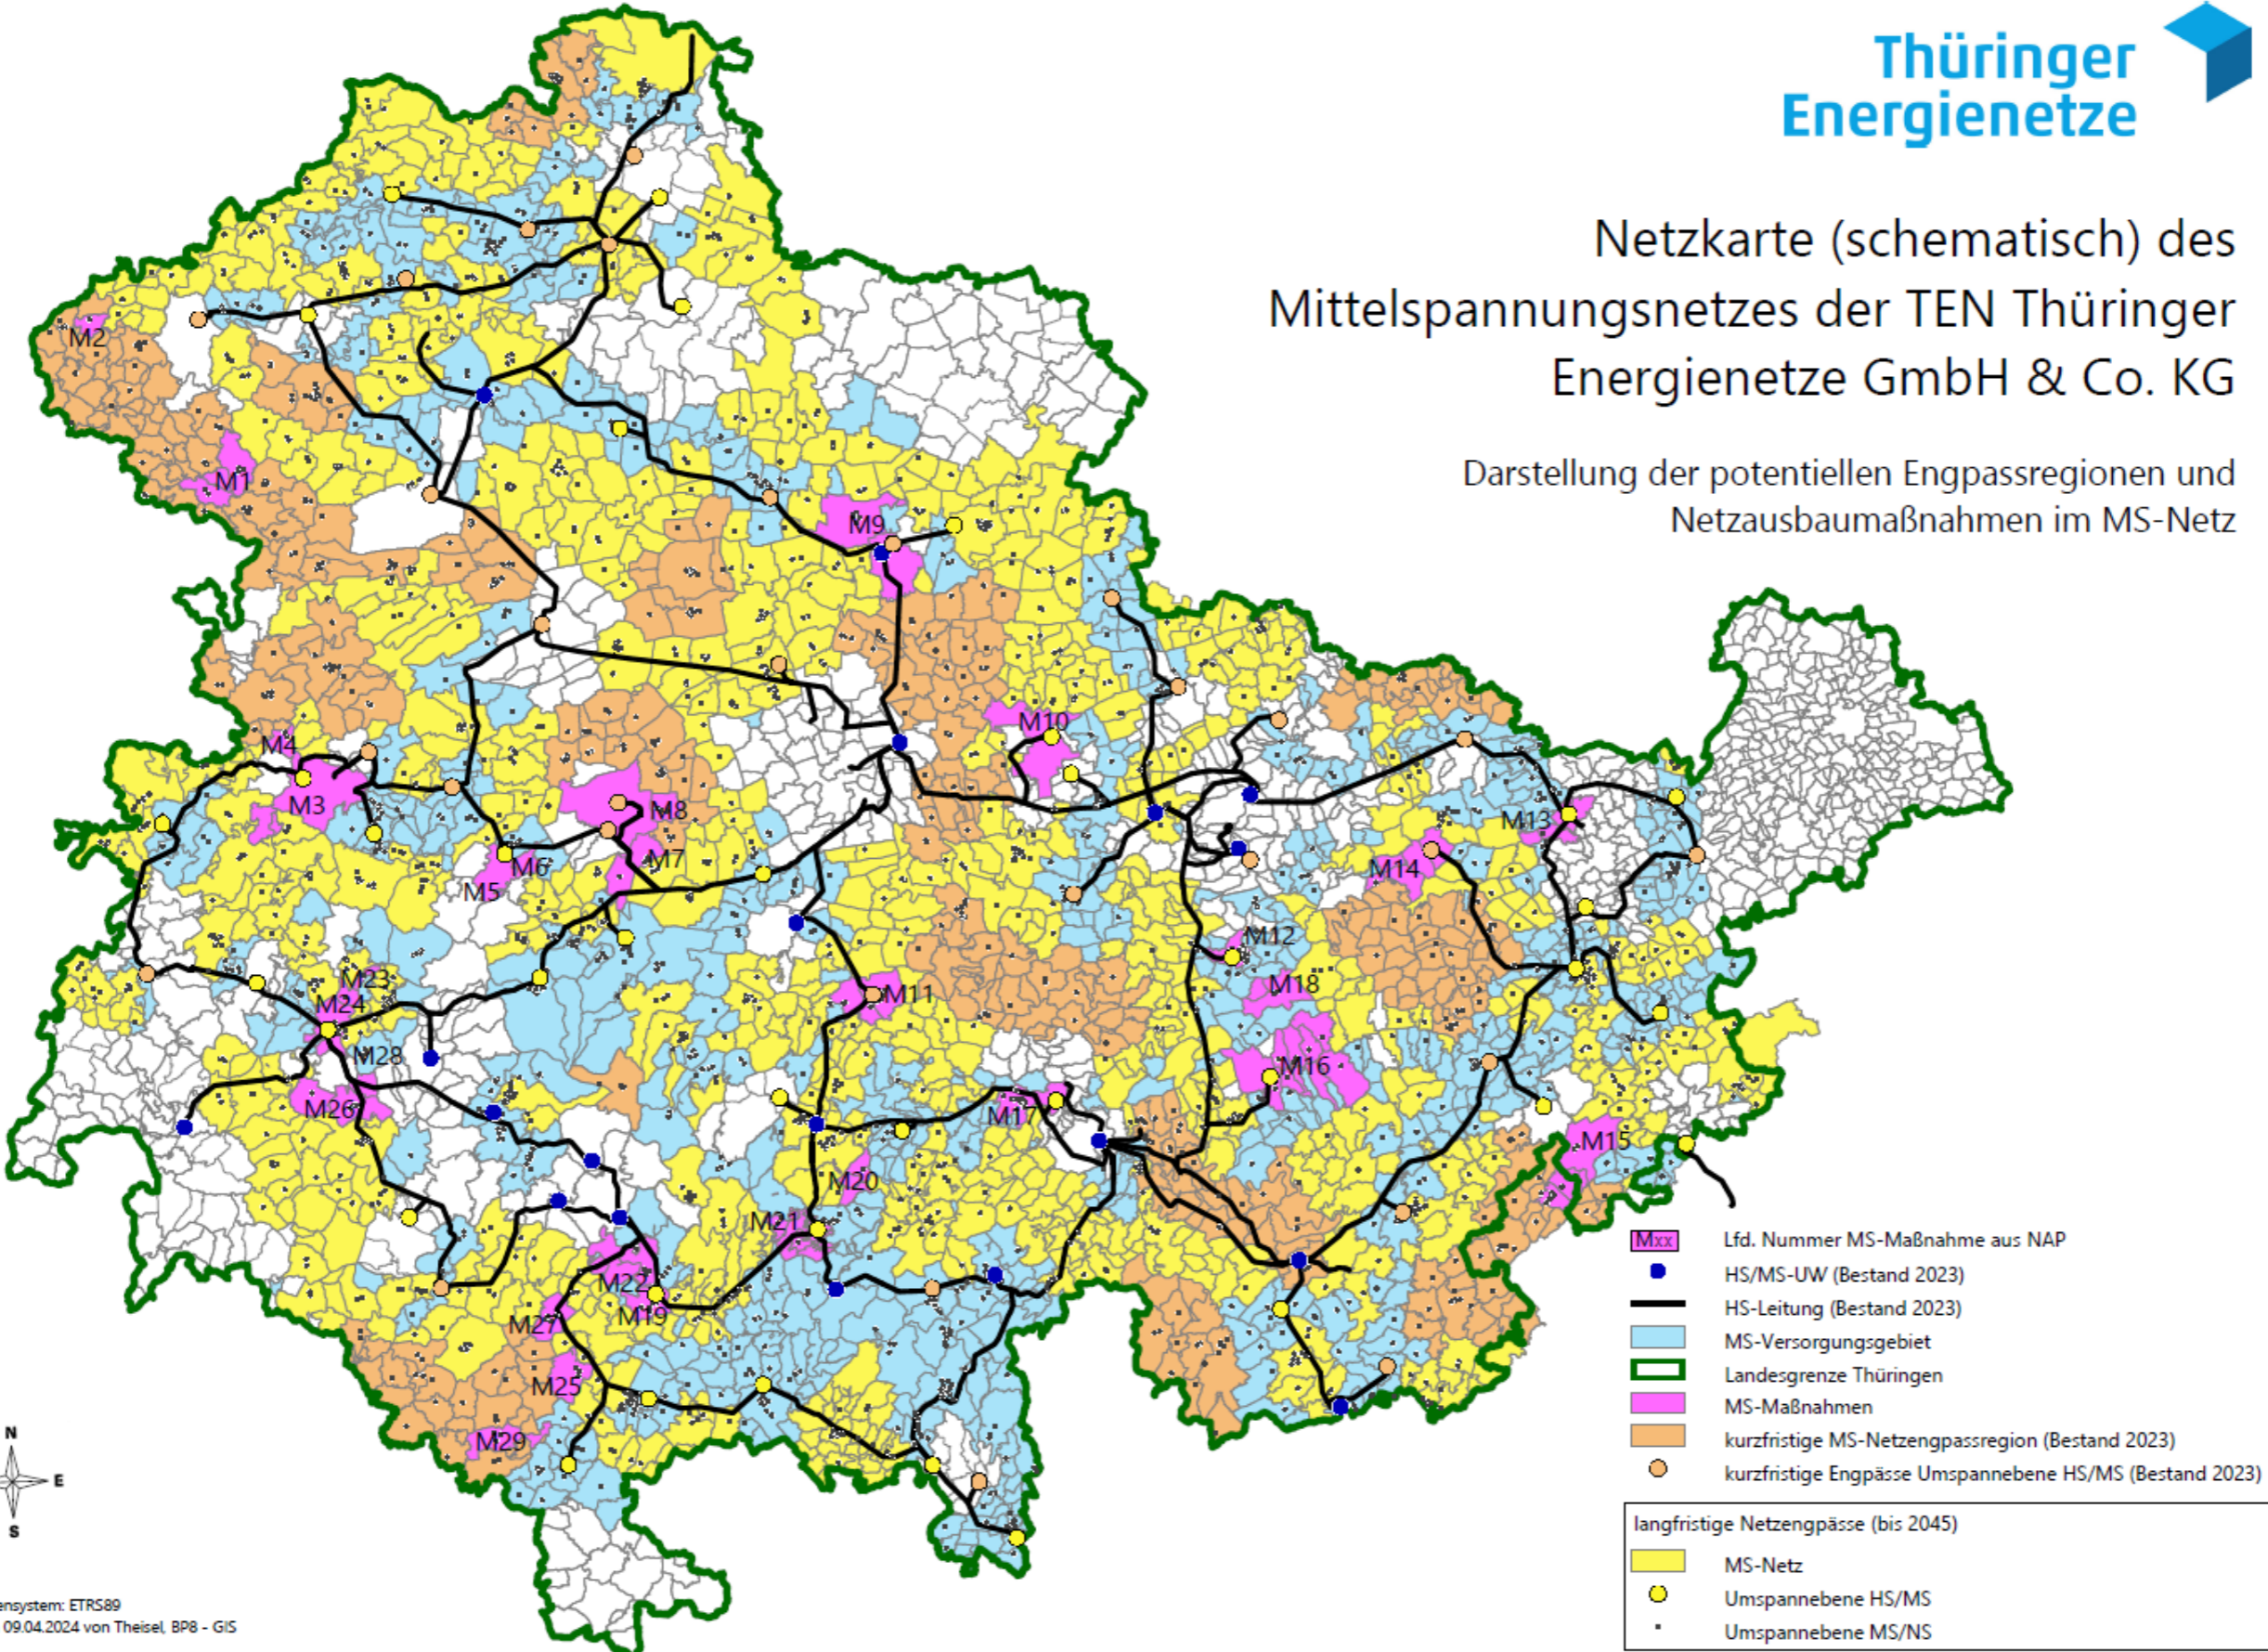 Thüringer
Energienetze
Netzkarte (schematisch) des
Mittelspannungsnetzes der TEN Thüringer
Energienetze GmbH & Co. KG
Darstellung der potentiellen Engpassregionen und
Netzausbaumaßnahmen im MS-Netz
M2
M1
M9
M10
M4
M3
M8
M13
M6
M7
M14
M5
M12
M23
M18
M24
M11
M28
M16
M26
M17
M15
M20
M21
M22
M19
M27
M25
M29
Mxx Lfd. Nummer MS-Maßnahme aus NAP
HS/MS-UW (Bestand 2023)
HS-Leitung (Bestand 2023)
MS-Versorgungsgebiet
Landesgrenze Thüringen
MS-Maßnahmen
kurzfristige MS-Netzengpassregion (Bestand 2023)
kurzfristige Engpässe Umspannebene HS/MS (Bestand 2023)
langfristige Netzengpässe (bis 2045)
MS-Netz
Umspannebene HS/MS
Umspannebene MS/NS
N
E
S
ensystem: ETRS89
09.04.2024 von Theisel, BP8 - GIS